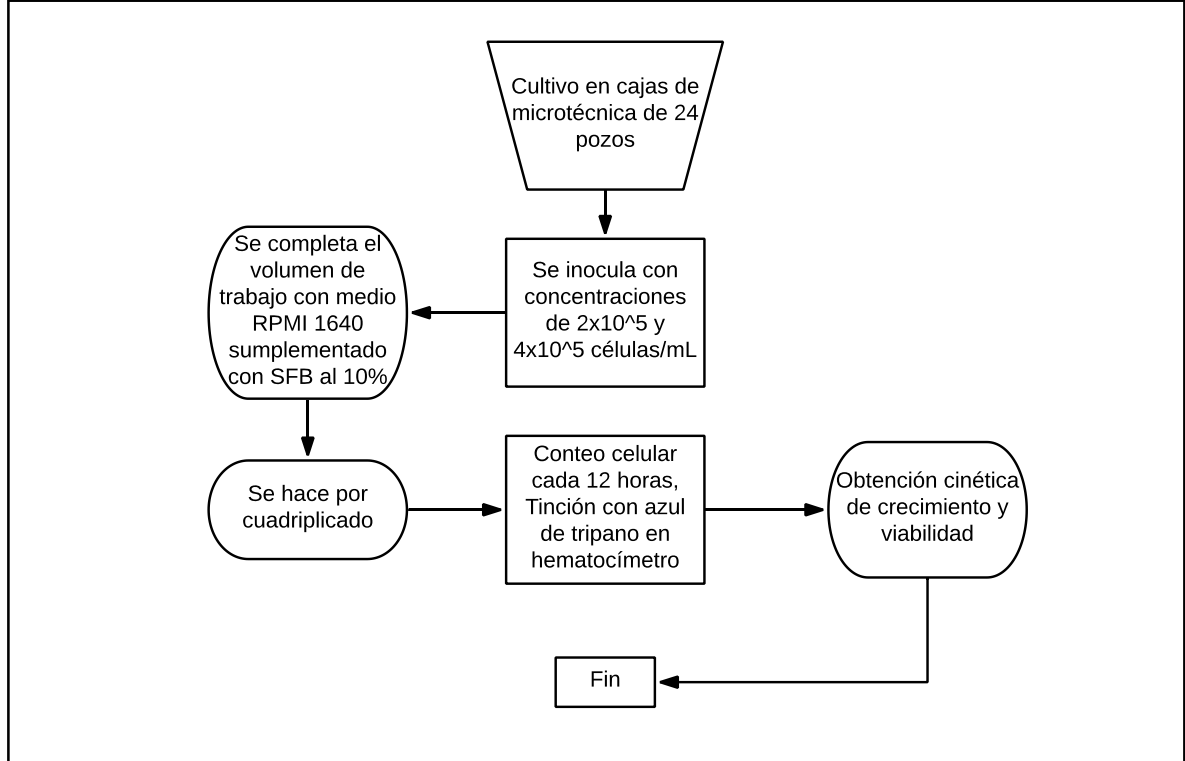 Cultivo en cajas de
microtécnica de 24
pozos
Se inocula con
concentraciones
de 2x10^5 y
4x10^5 células/mL
Se completa el
volumen de
trabajo con medio
RPMI 1640
sumplementado
con SFB al 10%
Se hace por
cuadriplicado
Conteo celular
cada 12 horas,
Tinción con azul
de tripano en
hematocímetro
Obtención cinética
de crecimiento y
viabilidad
Fin